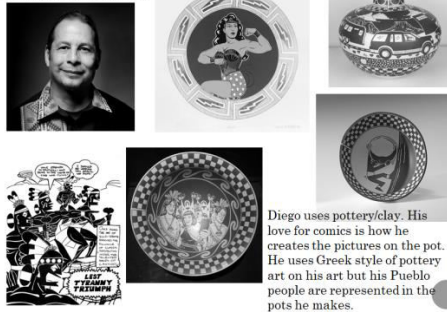 LEST
TYRANNY
TRIUMPH
Diego uses pottery/clay. His
love for comics is how he
creates the pictures on the pot.
He uses Greek style of pottery
art on his art but his Pueblo
people are represented in the
pots he makes.